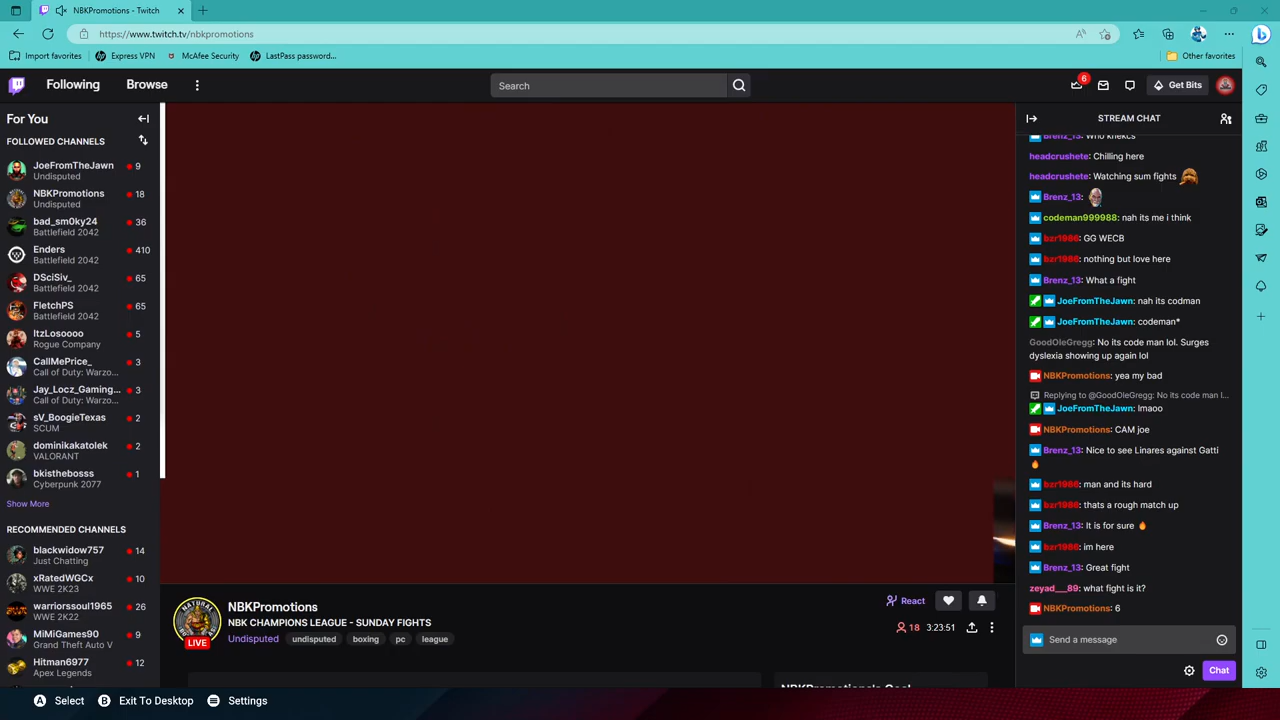 NBKPromotions - Twitch
https://www.twitch.tv/nbkpromotions
Import favorites
Express VPN
McAfee Security
LastPass password...
Other favorites
Following
Browse
Search
6
Get Bits
For You
FOLLOWED CHANNELS
JoeFromTheJawn 9
Undisputed
NBKPromotions 18
Undisputed
bad_sm0ky24 36
Battlefield 2042
Enders 410
Battlefield 2042
DSciSiv_ 65
Battlefield 2042
FletchPS 65
Battlefield 2042
ItzLosoooo 5
Rogue Company
CallMePrice_ 3
Call of Duty: Warzo...
Jay_Locz_Gaming... 3
Call of Duty: Warzo...
sV_BoogieTexas 2
SCUM
dominikakatolek 2
VALORANT
bkisthebosss 1
Cyberpunk 2077
Show More
RECOMMENDED CHANNELS
blackwidow757 14
Just Chatting
xRatedWGCx 10
WWE 2K23
warriorssoul1965 26
WWE 2K22
MiMiGames90 9
Grand Theft Auto V
Hitman6977 12
Apex Legends
NATURAL
LIVE
NBKPromotions
NBK CHAMPIONS LEAGUE - SUNDAY FIGHTS
Undisputed undisputed boxing pc league
React
18 3:23:51
NBKPromotions's Goal
STREAM CHAT
Brenz_13: Who knekcs
headcrushete: Chilling here
headcrushete: Watching sum fights
Brenz_13:
codeman999988: nah its me i think
bzr1986: GG WECB
bzr1986: nothing but love here
Brenz_13: What a fight
JoeFromTheJawn: nah its codman
JoeFromTheJawn: codeman*
GoodOleGregg: No its code man lol. Surges
dyslexia showing up again lol
NBKPromotions: yea my bad
Replying to @GoodOleGregg: No its code man l...
JoeFromTheJawn: lmaoo
NBKPromotions: CAM joe
Brenz_13: Nice to see Linares against Gatti
bzr1986: man and its hard
bzr1986: thats a rough match up
Brenz_13: It is for sure
bzr1986: im here
Brenz_13: Great fight
zeyad___89: what fight is it?
NBKPromotions: 6
Send a message
Chat
A Select B Exit To Desktop Settings